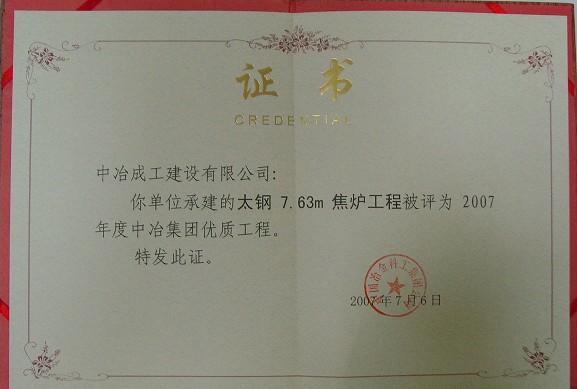 证书
CREDENTIAL
中冶成工建设有限公司:
你单位承建的太钢 7.63m 焦炉工程被评为 2007
年度中冶集团优质工程。
特发此证。
2007年7月6日